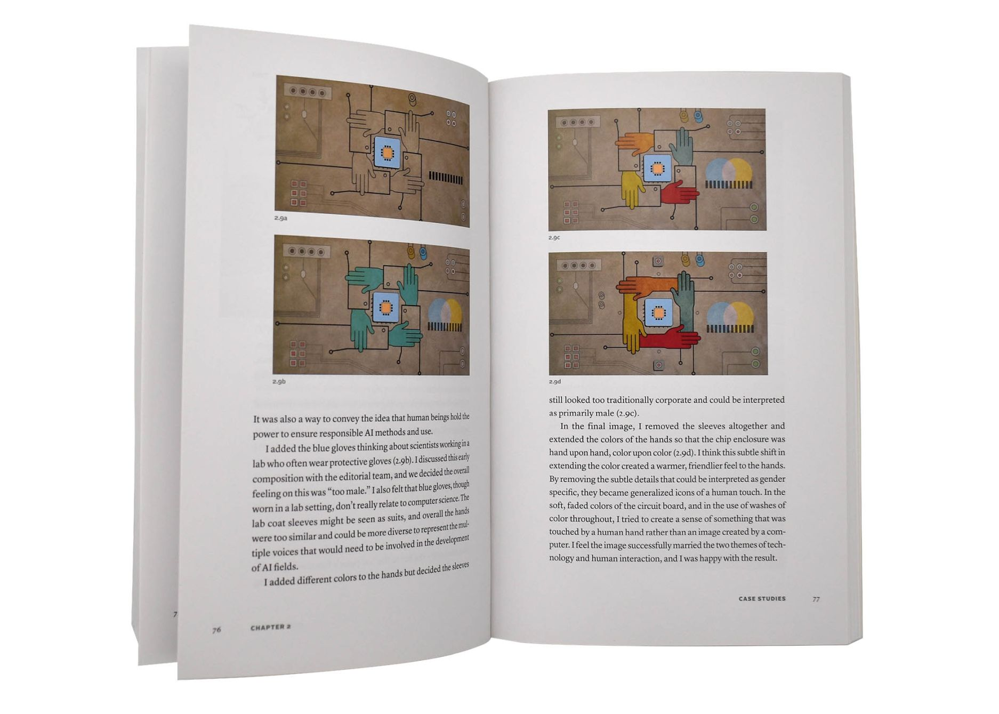 2.9a
2.9b
It was also a way to convey the idea that human beings hold the
power to ensure responsible AI methods and use.
I added the blue gloves thinking about scientists working in a
lab who often wear protective gloves (2.9b). I discussed this early
composition with the editorial team, and we decided the overall
feeling on this was “too male.” I also felt that blue gloves, though
worn in a lab setting, don’t really relate to computer science. The
lab coat sleeves might be seen as suits, and overall the hands
were too similar and could be more diverse to represent the mul-
tiple voices that would need to be involved in the development
of AI fields.
I added different colors to the hands but decided the sleeves
7
76 CHAPTER 2
2.9c
2.9d
still looked too traditionally corporate and could be interpreted
as primarily male (2.9c).
In the final image, I removed the sleeves altogether and
extended the colors of the hands so that the chip enclosure was
hand upon hand, color upon color (2.9d). I think this subtle shift in
extending the color created a warmer, friendlier feel to the hands.
By removing the subtle details that could be interpreted as gender
specific, they became generalized icons of a human touch. In the
soft, faded colors of the circuit board, and in the use of washes of
color throughout, I tried to create a sense of something that was
touched by a human hand rather than an image created by a com-
puter. I feel the image successfully married the two themes of tech-
nology and human interaction, and I was happy with the result.
CASE STUDIES 77